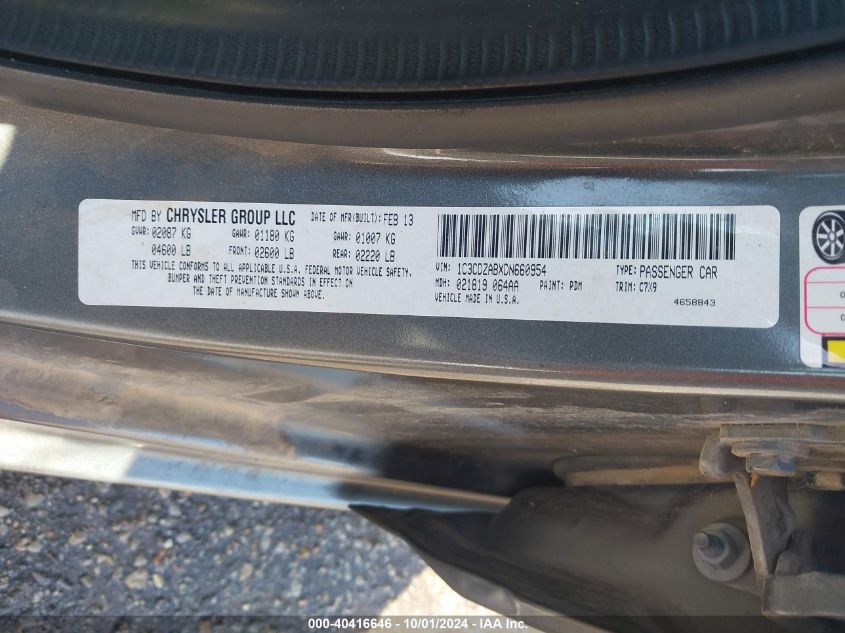 MFD BY CHRYSLER GROUP LLC DATE OF MFR(BUILT): FEB 13
GVWR: 02087 KG GAWR: 01180 KG GAWR: 01007 KG
04600 LB FRONT: 02600 LB REAR: 02220 LB
THIS VEHICLE CONFORMS TO ALL APPLICABLE U.S.A. FEDERAL MOTOR VEHICLE SAFETY,
BUMPER AND THEFT PREVENTION STANDARDS IN EFFECT ON
THE DATE OF MANUFACTURE SHOWN ABOVE.
VIN: 1C3CDZABXDN660954 TYPE: PASSENGER CAR
MDH: 021819 064AA PAINT: PDM TRIM: C7X9
VEHICLE MADE IN U.S.A. 4658843
000-40416646 - 10/01/2024 - IAAI.COM